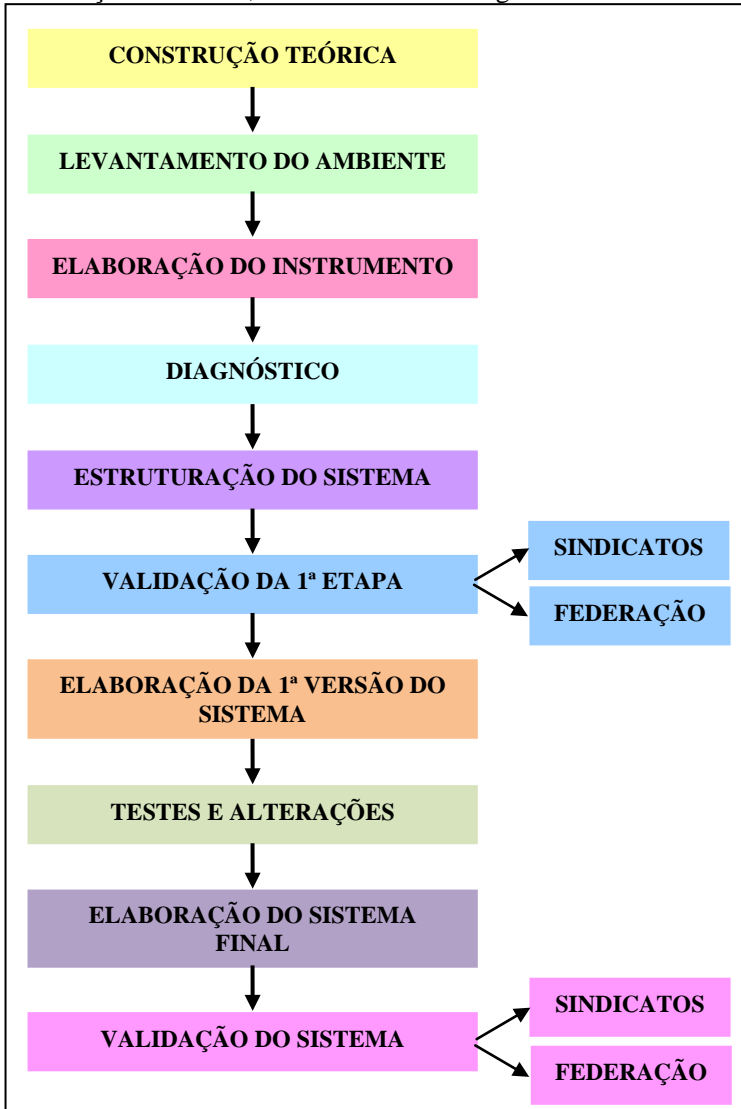 CONSTRUÇÃO TEÓRICA
LEVANTAMENTO DO AMBIENTE
ELABORAÇÃO DO INSTRUMENTO
DIAGNÓSTICO
ESTRUTURAÇÃO DO SISTEMA
VALIDAÇÃO DA 1ª ETAPA
SINDICATOS
FEDERAÇÃO
ELABORAÇÃO DA 1ª VERSÃO DO
SISTEMA
TESTES E ALTERAÇÕES
ELABORAÇÃO DO SISTEMA
FINAL
VALIDAÇÃO DO SISTEMA
SINDICATOS
FEDERAÇÃO